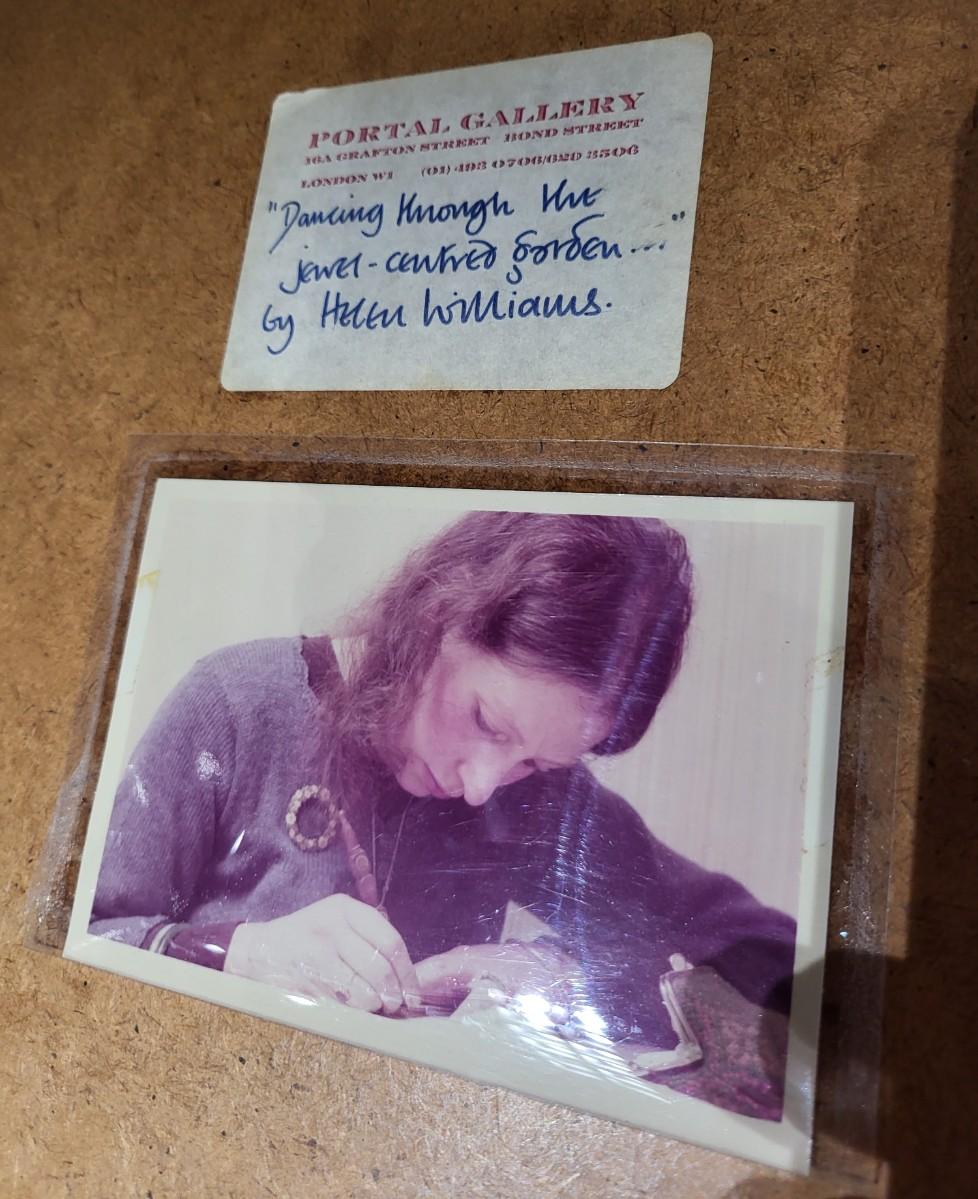 PORTAL GALLERY
16A GRAFTON STREET BOND STREET
LONDON W1 (01) 493 0706/629 3506
"Dancing through the
jewel-centred garden..."
by Helen Williams.